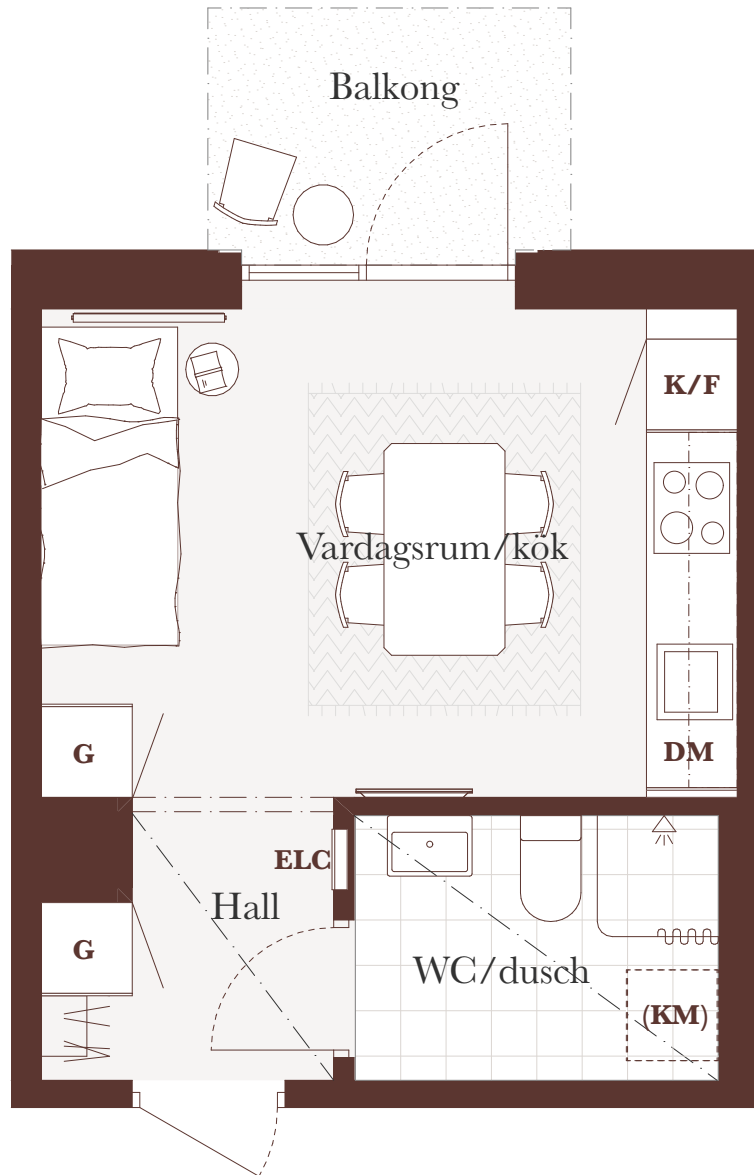 Balkong
K/F
Vardagsrum/kök
G
DM
ELC
Hall
G
WC/dusch
(KM)